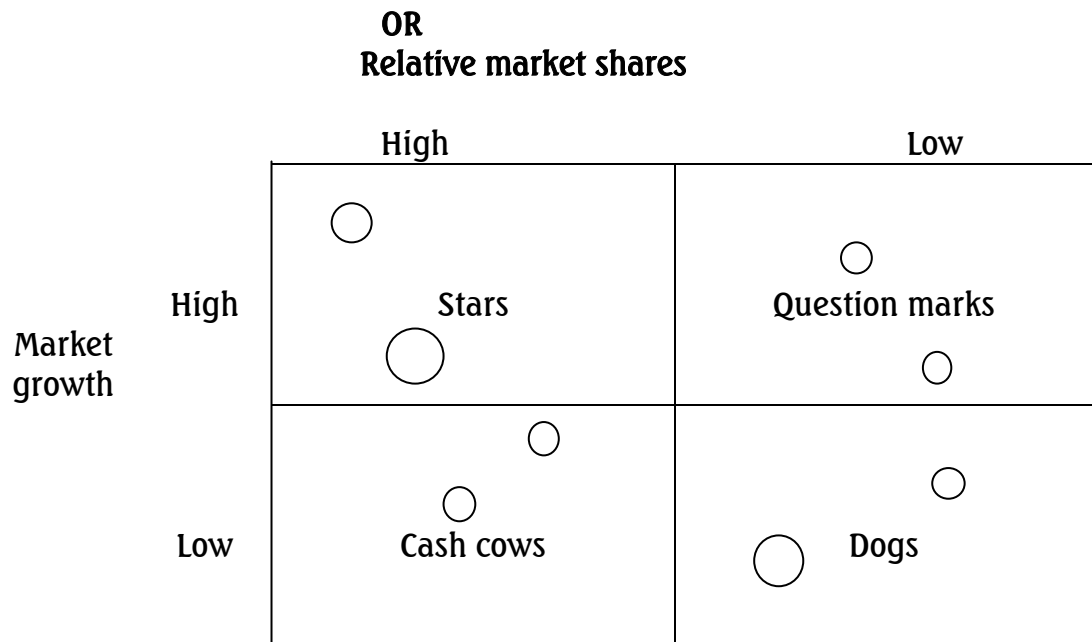 OR
Relative market shares
High Low
High Stars Question marks
Market
growth
Low Cash cows Dogs